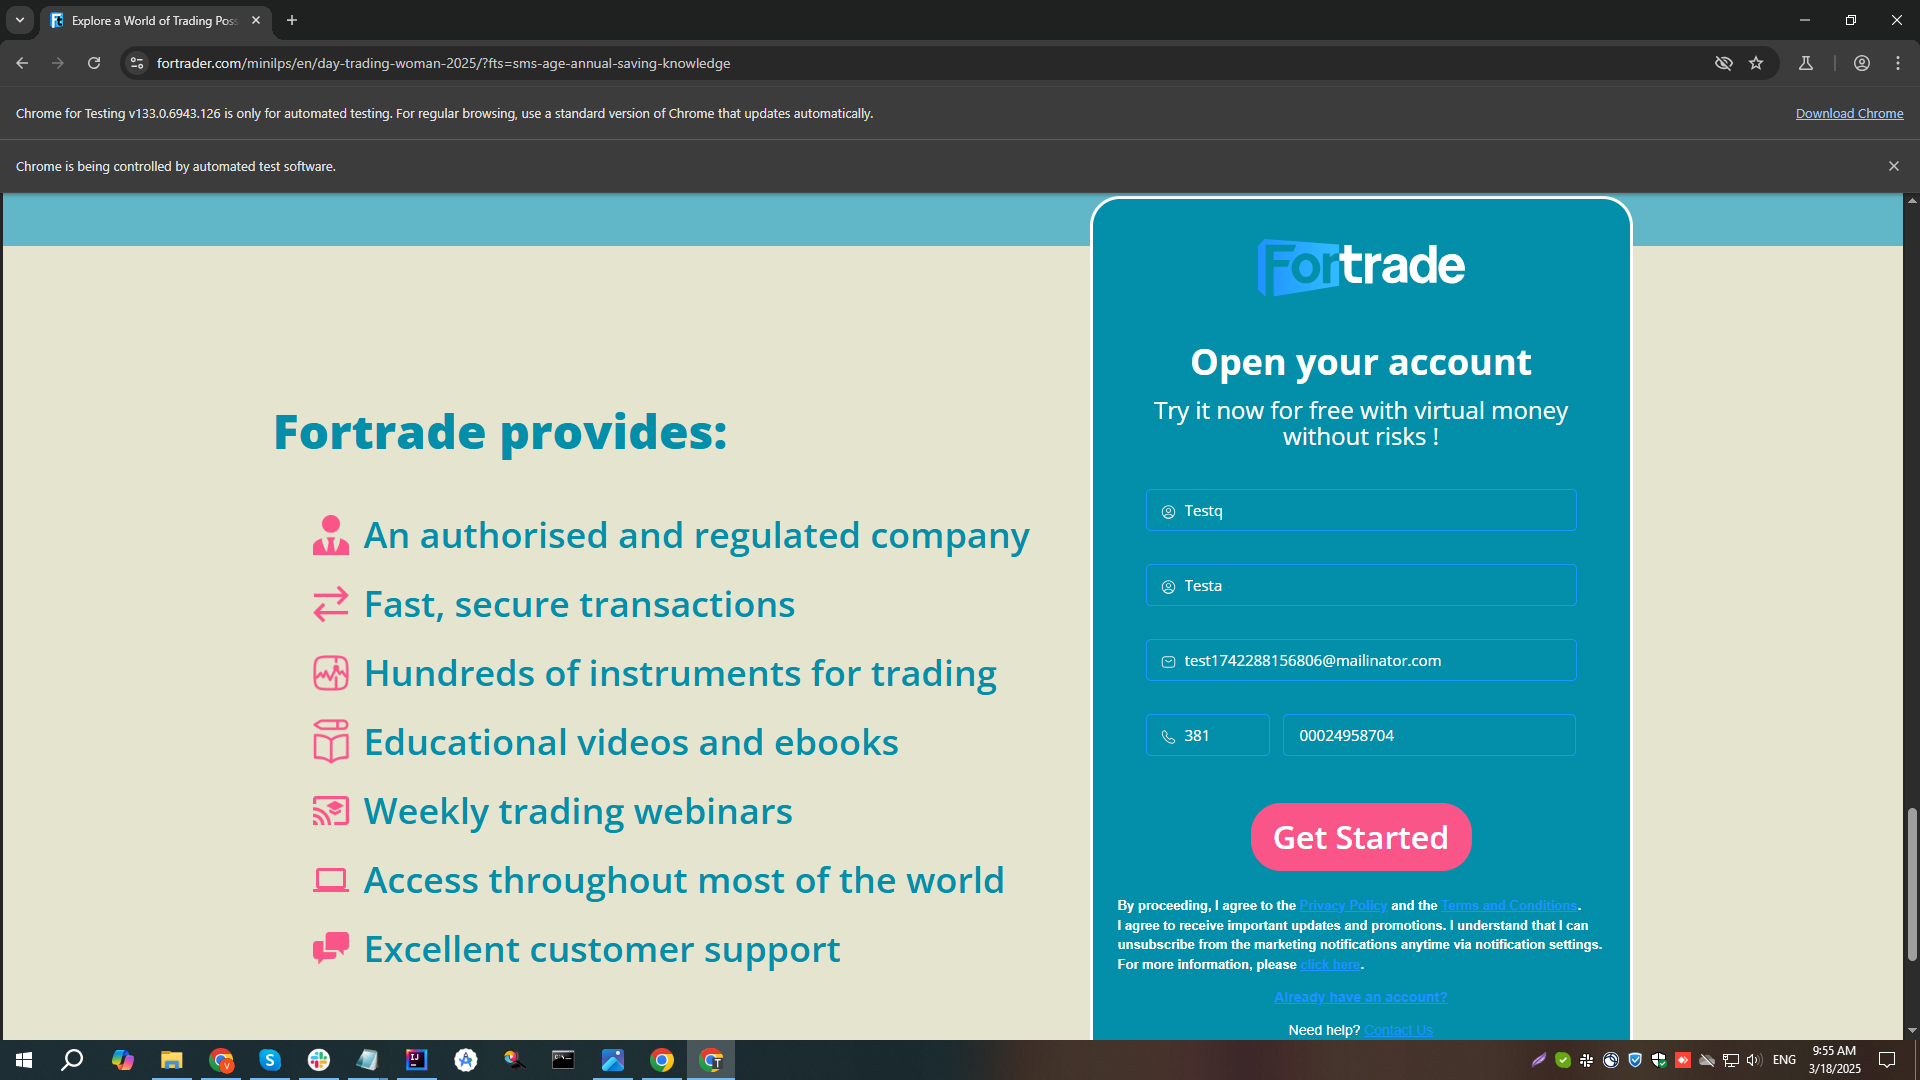 Explore a World of Trading Pos
fortrader.com/minilps/en/day-trading-woman-2025/?fts=sms-age-annual-saving-knowledge
Chrome for Testing v133.0.6943.126 is only for automated testing. For regular browsing, use a standard version of Chrome that updates automatically.
Download Chrome
Chrome is being controlled by automated test software.
Fortrade provides:
An authorised and regulated company
Fast, secure transactions
Hundreds of instruments for trading
Educational videos and ebooks
Weekly trading webinars
Access throughout most of the world
Excellent customer support
Fortrade
Open your account
Try it now for free with virtual money
without risks !
Testq
Testa
test1742288156806@mailinator.com
381
00024958704
Get Started
By proceeding, I agree to the Privacy Policy and the Terms and Conditions.
I agree to receive important updates and promotions. I understand that I can
unsubscribe from the marketing notifications anytime via notification settings.
For more information, please click here.
Already have an account?
Need help? Contact Us
ENG
9:55 AM
3/18/2025